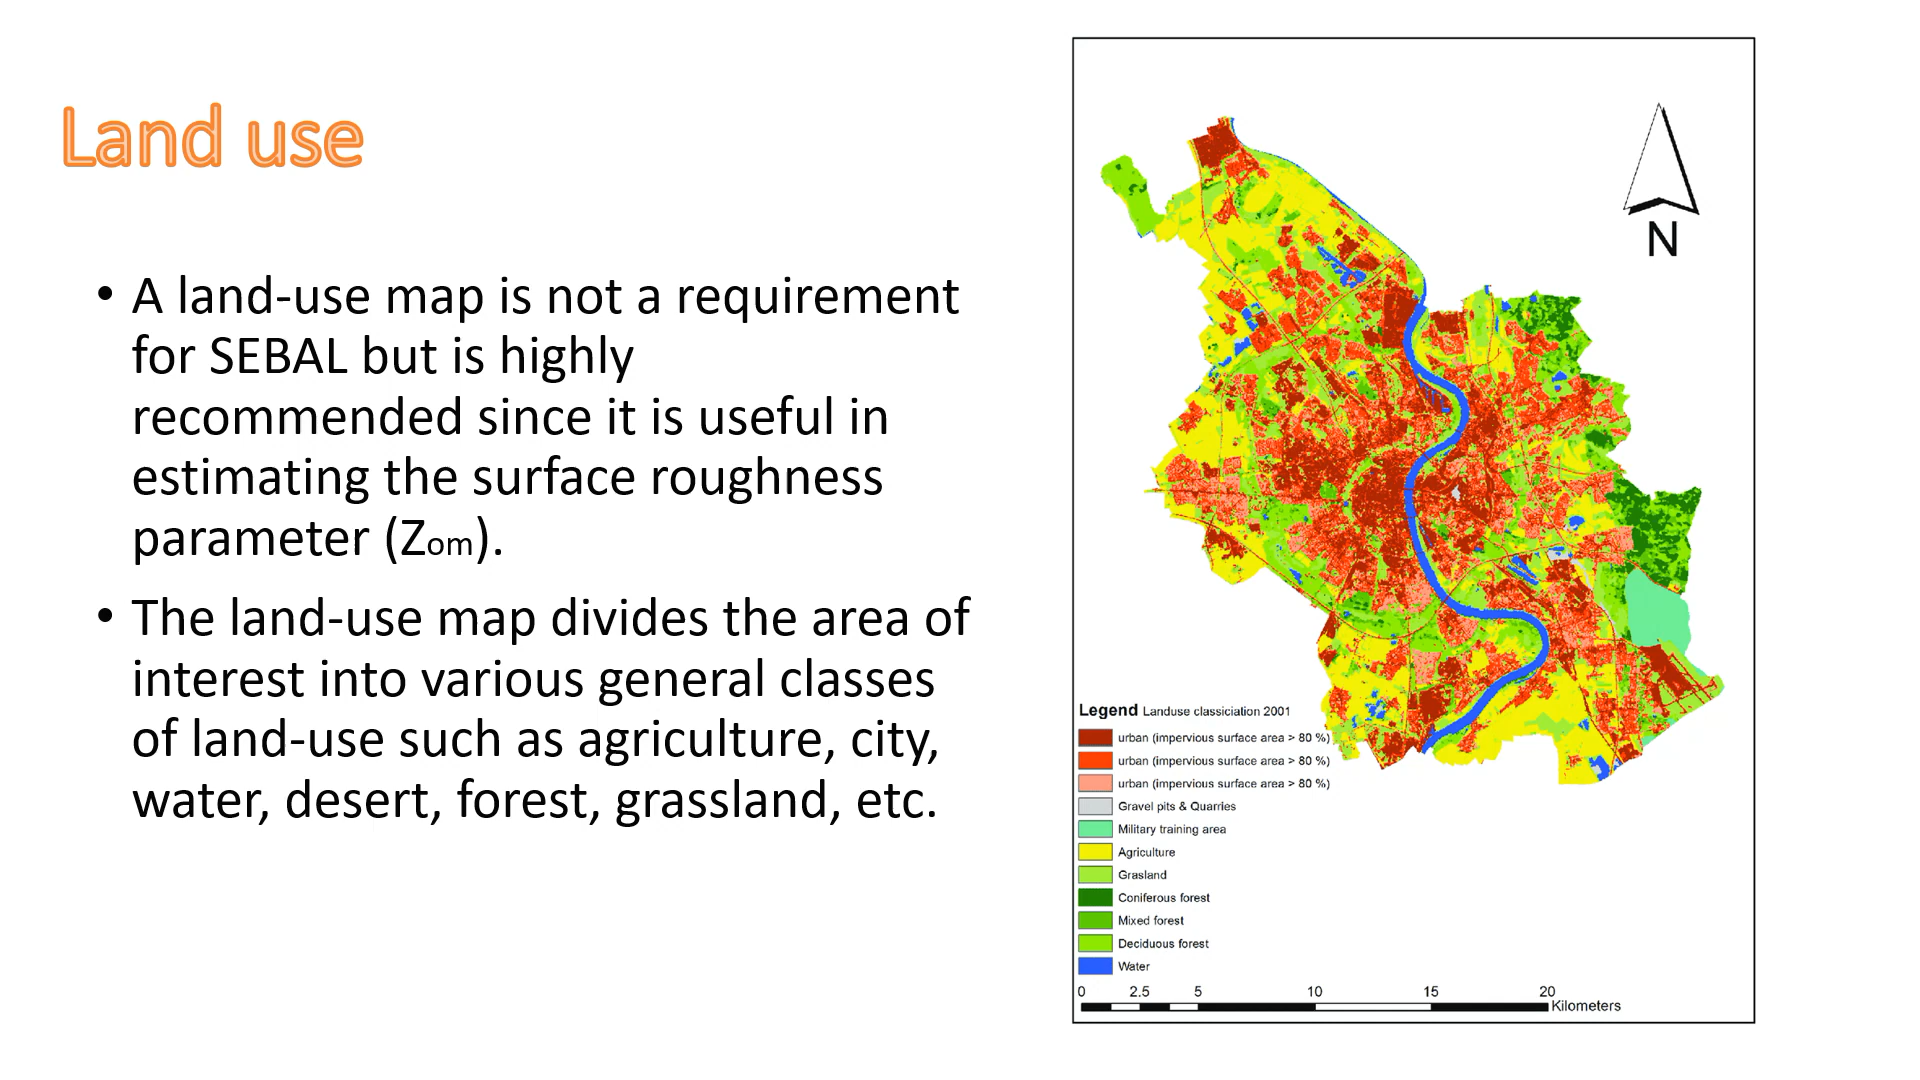 Land use
• A land-use map is not a requirement
for SEBAL but is highly
recommended since it is useful in
estimating the surface roughness
parameter (Zom).
• The land-use map divides the area of
interest into various general classes
of land-use such as agriculture, city,
water, desert, forest, grassland, etc.
N
Legend Landuse classiciation 2001
urban (impervious surface area > 80 %)
urban (impervious surface area > 80 %)
urban (impervious surface area > 80 %)
Gravel pits & Quarries
Military training area
Agriculture
Grasland
Coniferous forest
Mixed forest
Deciduous forest
Water
0 2.5 5 10 15 20
Kilometers